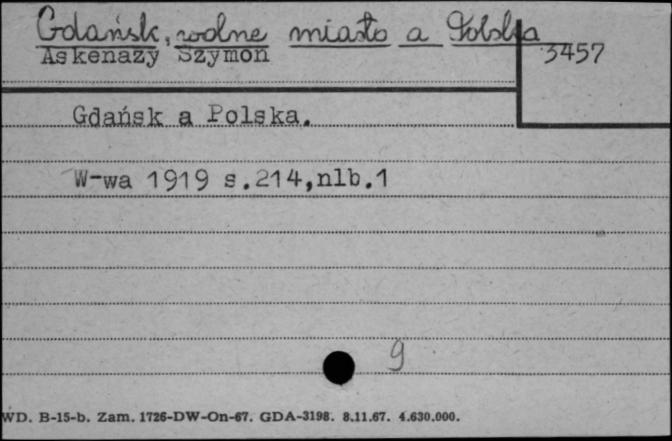 Gdańsk, wolne miasto a Polska
Askenazy Szymon
3457
Gdańsk a Polska.
W-wa 1919 s.214,nlb.1
9
WD. B-15-b. Zam. 1726-DW-On-67. GDA-3198. 8.11.67. 4.630.000.